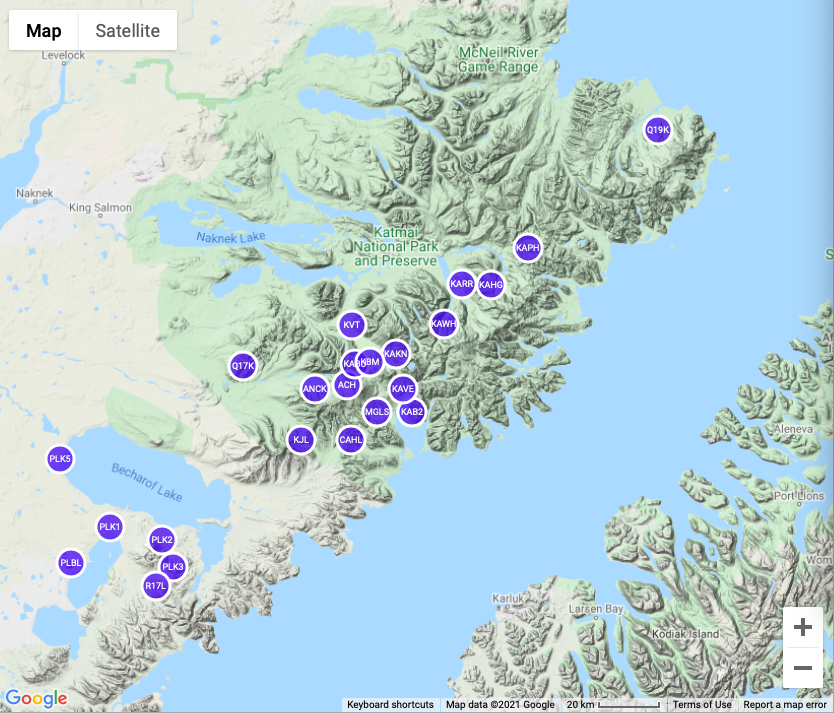 Map
Satellite
Levelock
McNeil River
Game Range
Q19K
Naknek
King Salmon
Naknek Lake
Katmai
National Park
and Preserve
KAPH
KARR
KAHG
KVT
KAWH
KBM
KAKN
Q17K
ANCK
ACH
KAVE
MGLS
KAB2
KJL
CAHL
Aleneva
PLK5
Becharof Lake
Port Lions
PLK1
PLK2
PLBL
PLK3
R17L
Karluk
Larsen Bay
Kodiak Island
Google
Keyboard shortcuts
Map data ©2021 Google
20 km
Terms of Use
Report a map error